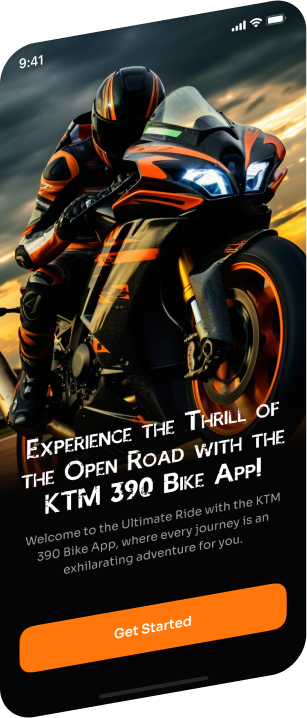 9:41
Experience the Thrill of
the Open Road with the
KTM 390 Bike App!
Welcome to the Ultimate Ride with the KTM
390 Bike App, where every journey is an
exhilarating adventure for you.
Get Started